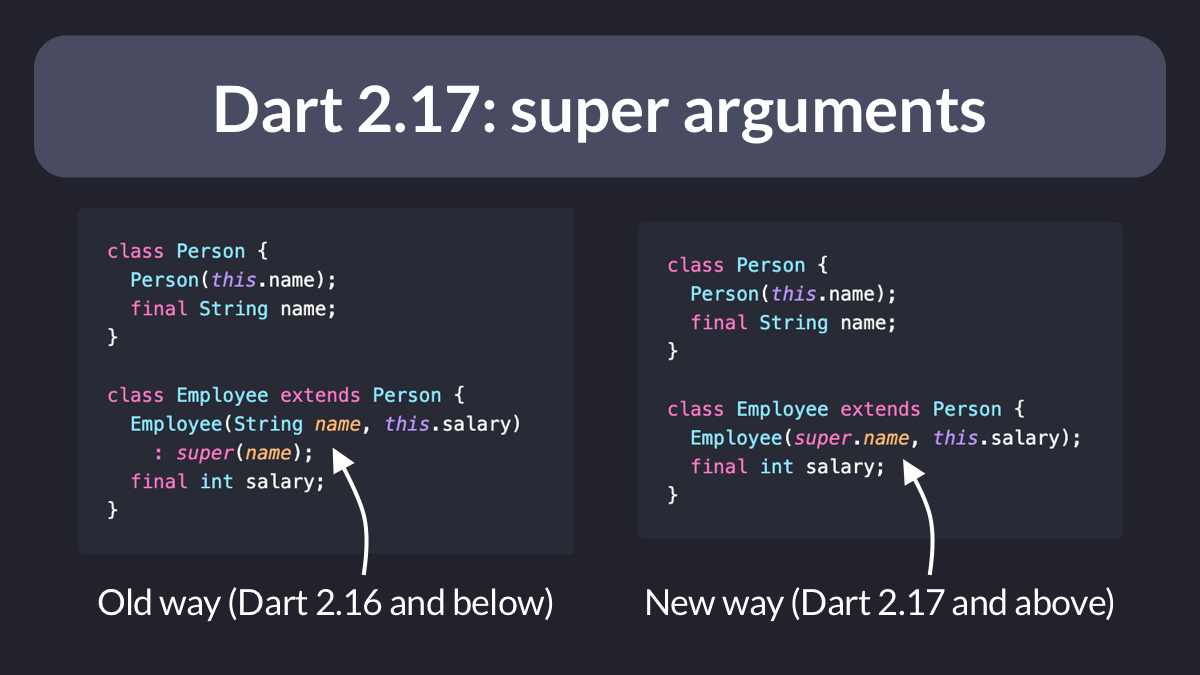 Dart 2.17: super arguments
class Person {
  Person(this.name);
  final String name;
}

class Employee extends Person {
  Employee(String name, this.salary)
    : super(name);
  final int salary;
}
Old way (Dart 2.16 and below)
class Person {
  Person(this.name);
  final String name;
}

class Employee extends Person {
  Employee(super.name, this.salary);
  final int salary;
}
New way (Dart 2.17 and above)